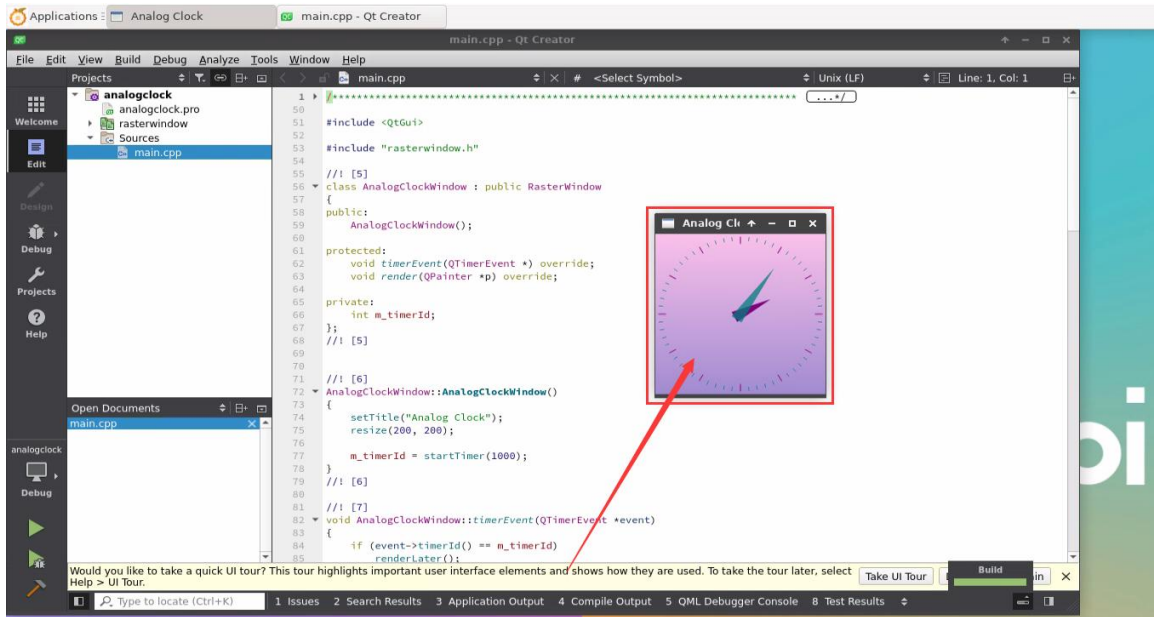 Applications
Analog Clock
main.cpp - Qt Creator
main.cpp - Qt Creator
File Edit View Build Debug Analyze Tools Window Help
Projects
main.cpp
# <Select Symbol>
Unix (LF)
Line: 1, Col: 1
Welcome
Edit
Design
Debug
Projects
Help
analogclock
analogclock.pro
rasterwindow
Sources
main.cpp
Open Documents
main.cpp
analogclock
Debug
1 /**************************************************************************** ...*/
50
51 #include <QtGui>
52
53 #include "rasterwindow.h"
54
55 //! [5]
56 class AnalogClockWindow : public RasterWindow
57 {
58 public:
59     AnalogClockWindow();
60
61 protected:
62     void timerEvent(QTimerEvent *) override;
63     void render(QPainter *p) override;
64
65 private:
66     int m_timerId;
67 };
68 //! [5]
69
70
71 //! [6]
72 AnalogClockWindow::AnalogClockWindow()
73 {
74     setTitle("Analog Clock");
75     resize(200, 200);
76
77     m_timerId = startTimer(1000);
78 }
79 //! [6]
80
81 //! [7]
82 void AnalogClockWindow::timerEvent(QTimerEvent *event)
83 {
84     if (event->timerId() == m_timerId)
85         renderLater();
Analog Cl
Would you like to take a quick UI tour? This tour highlights important user interface elements and shows how they are used. To take the tour later, select
Help > UI Tour.
Take UI Tour
Build
Type to locate (Ctrl+K)
1 Issues 2 Search Results 3 Application Output 4 Compile Output 5 QML Debugger Console 8 Test Results
pi